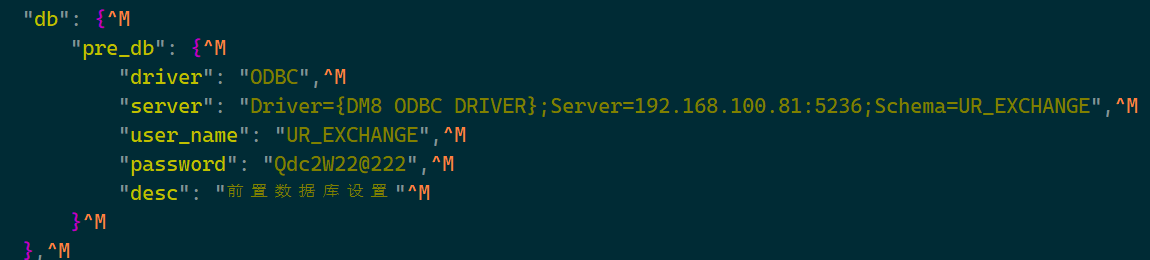 "db": {^M
"pre_db": {^M
"driver": "ODBC",^M
"server": "Driver={DM8 ODBC DRIVER};Server=192.168.100.81:5236;Schema=UR_EXCHANGE",^M
"user_name": "UR_EXCHANGE",^M
"password": "Qdc2W22@222",^M
"desc": "前置数据库设置"^M
}^M
},^M